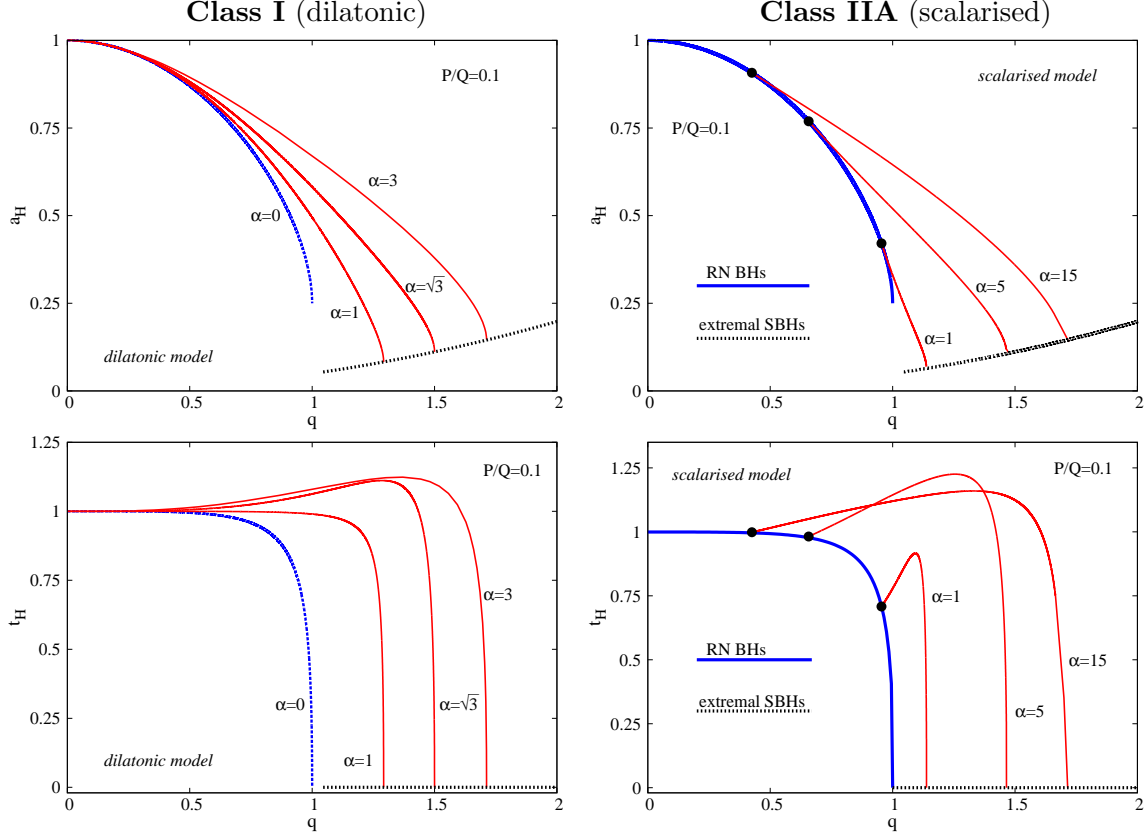 Class I (dilatonic)
Class IIA (scalarised)
1
0.75
0.5
0.25
0
a_H
P/Q=0.1
α=3
α=0
α=√3
α=1
dilatonic model
0
0.5
1
1.5
2
q
1
0.75
0.5
0.25
0
a_H
scalarised model
P/Q=0.1
RN BHs
α=15
α=5
extremal SBHs
α=1
0
0.5
1
1.5
2
q
1.25
1
0.75
0.5
0.25
0
t_H
P/Q=0.1
α=3
α=0
α=√3
α=1
dilatonic model
0
0.5
1
1.5
2
q
1.25
1
0.75
0.5
0.25
0
t_H
scalarised model
P/Q=0.1
α=1
RN BHs
α=15
extremal SBHs
α=5
0
0.5
1
1.5
2
q